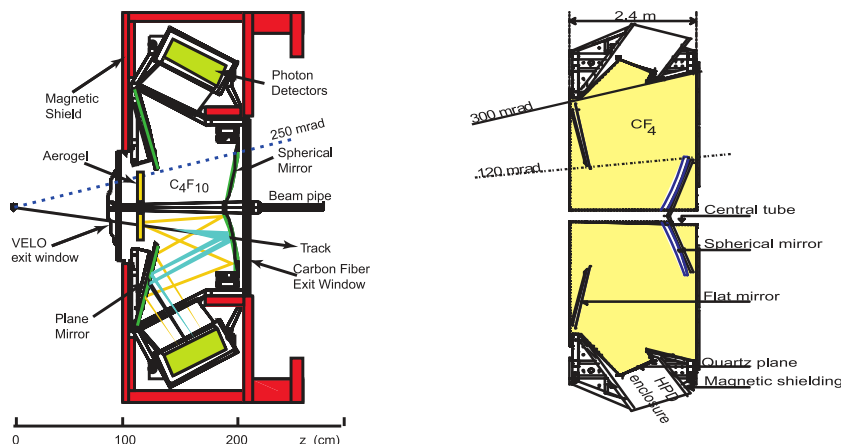 Magnetic
Shield
Aerogel
VELO
exit window
Plane
Mirror
C4F10
Photon
Detectors
250 mrad
Spherical
Mirror
Beam pipe
Track
Carbon Fiber
Exit Window
0
100
200
z (cm)
2.4 m
300 mrad
CF4
120 mrad
Central tube
Spherical mirror
Flat mirror
Quartz plane
Magnetic shielding
HPD
enclosure